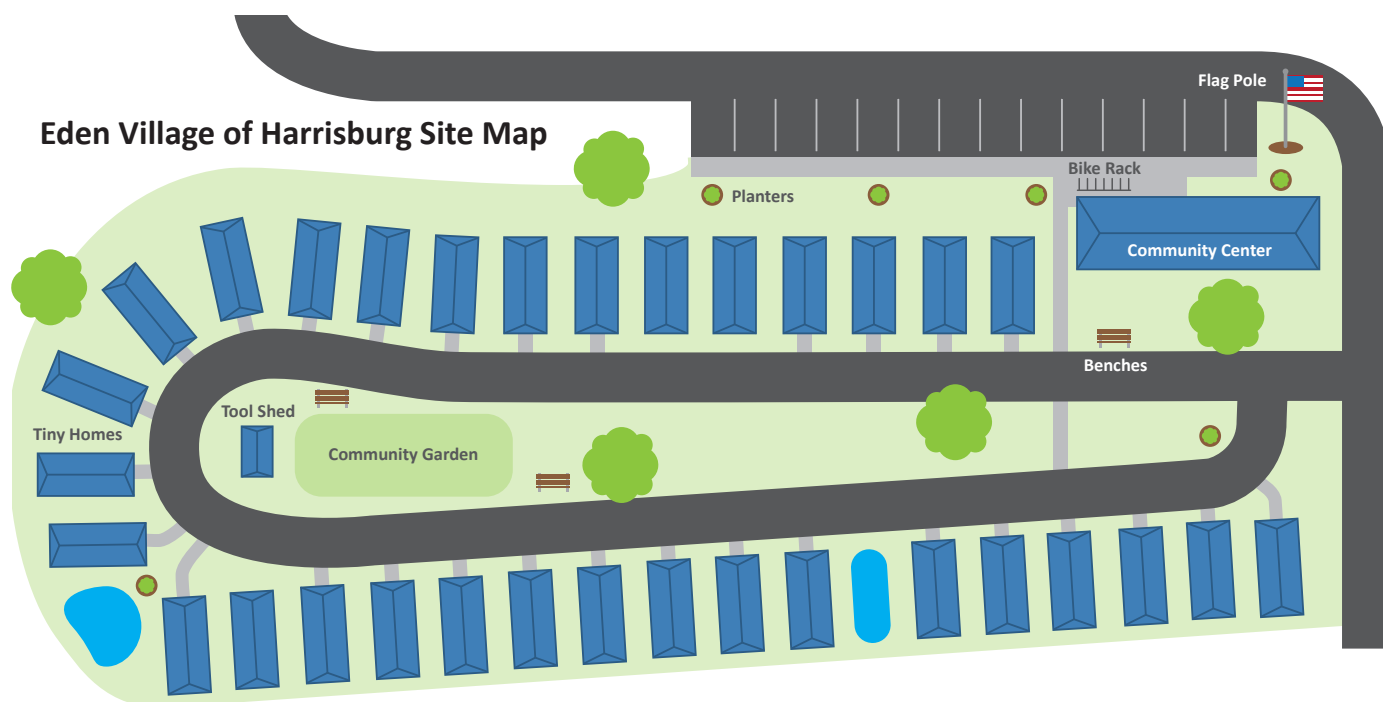 Flag Pole
Eden Village of Harrisburg Site Map
Bike Rack
Planters
Community Center
Benches
Tool Shed
Tiny Homes
Community Garden